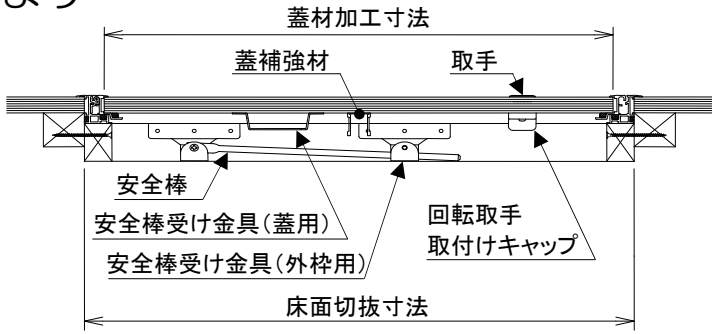 より
蓋材加工寸法
蓋補強材
取手
安全棒
安全棒受け金具(蓋用)
安全棒受け金具(外枠用)
回転取手
取付けキャップ
床面切抜寸法